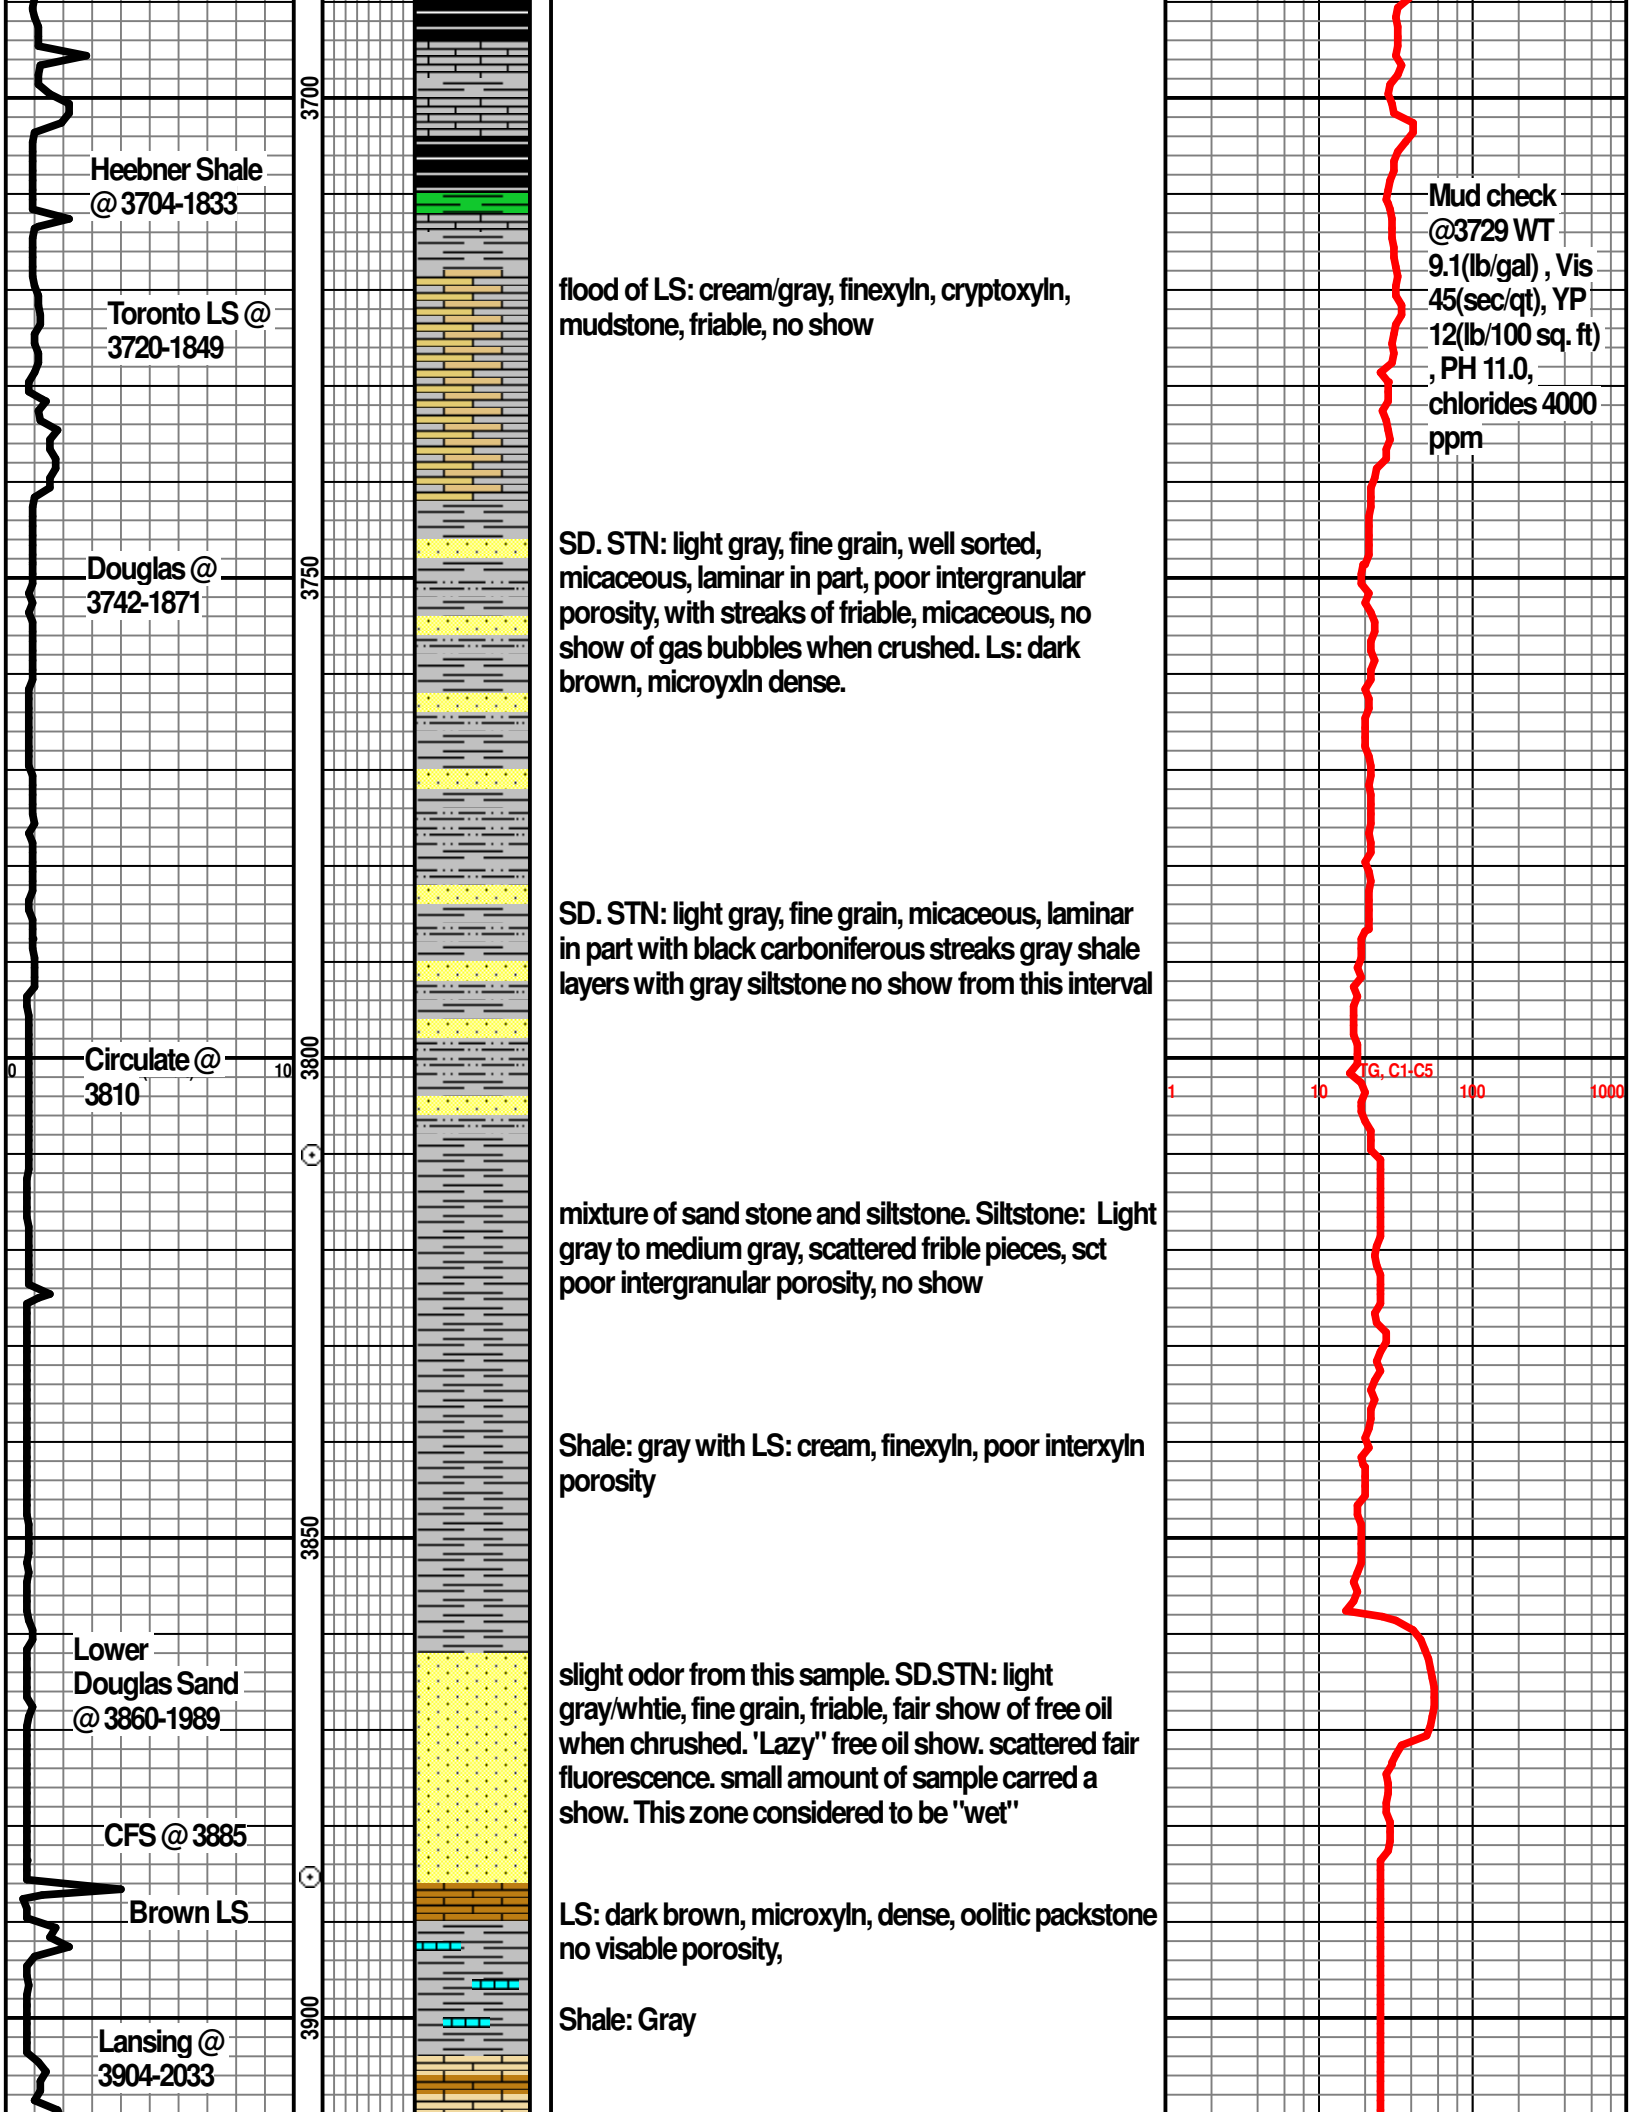 3700
Heebner Shale
@ 3704-1833
Mud check
@3729 WT
9.1(lb/gal) , Vis
45(sec/qt), YP
12(lb/100 sq. ft)
, PH 11.0,
chlorides 4000
ppm
Toronto LS @
3720-1849
flood of LS: cream/gray, finexyln, cryptoxyln,
mudstone, friable, no show
Douglas @
3742-1871
3750
SD. STN: light gray, fine grain, well sorted,
micaceous, laminar in part, poor intergranular
porosity, with streaks of friable, micaceous, no
show of gas bubbles when crushed. Ls: dark
brown, microyxln dense.
SD. STN: light gray, fine grain, micaceous, laminar
in part with black carboniferous streaks gray shale
layers with gray siltstone no show from this interval
Circulate @
3810
0
10
3800
TG, C1-C5
1
10
100
1000
mixture of sand stone and siltstone. Siltstone:  Light
gray to medium gray, scattered frible pieces, sct
poor intergranular porosity, no show
Shale: gray with LS: cream, finexyln, poor interxyln
porosity
3850
Lower
Douglas Sand
@ 3860-1989
slight odor from this sample. SD.STN: light
gray/whtie, fine grain, friable, fair show of free oil
when chrushed. 'Lazy" free oil show. scattered fair
fluorescence. small amount of sample carred a
show. This zone considered to be "wet"
CFS @ 3885
Brown LS
LS: dark brown, microxyln, dense, oolitic packstone
no visable porosity,
3900
Shale: Gray
Lansing @
3904-2033